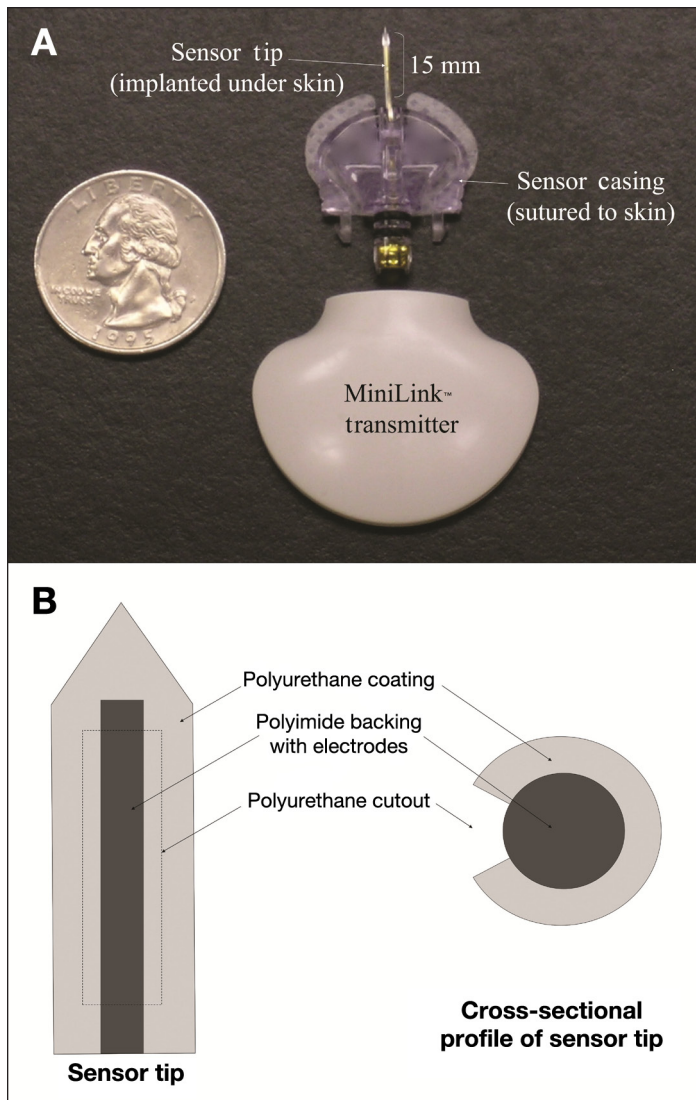 A
Sensor tip
(implanted under skin)
15 mm
Sensor casing
(sutured to skin)
LIBERTY
IN GOD WE
TRUST
1995
MiniLink™
transmitter
B
Polyurethane coating
Polyimide backing
with electrodes
Polyurethane cutout
Cross-sectional
profile of sensor tip
Sensor tip